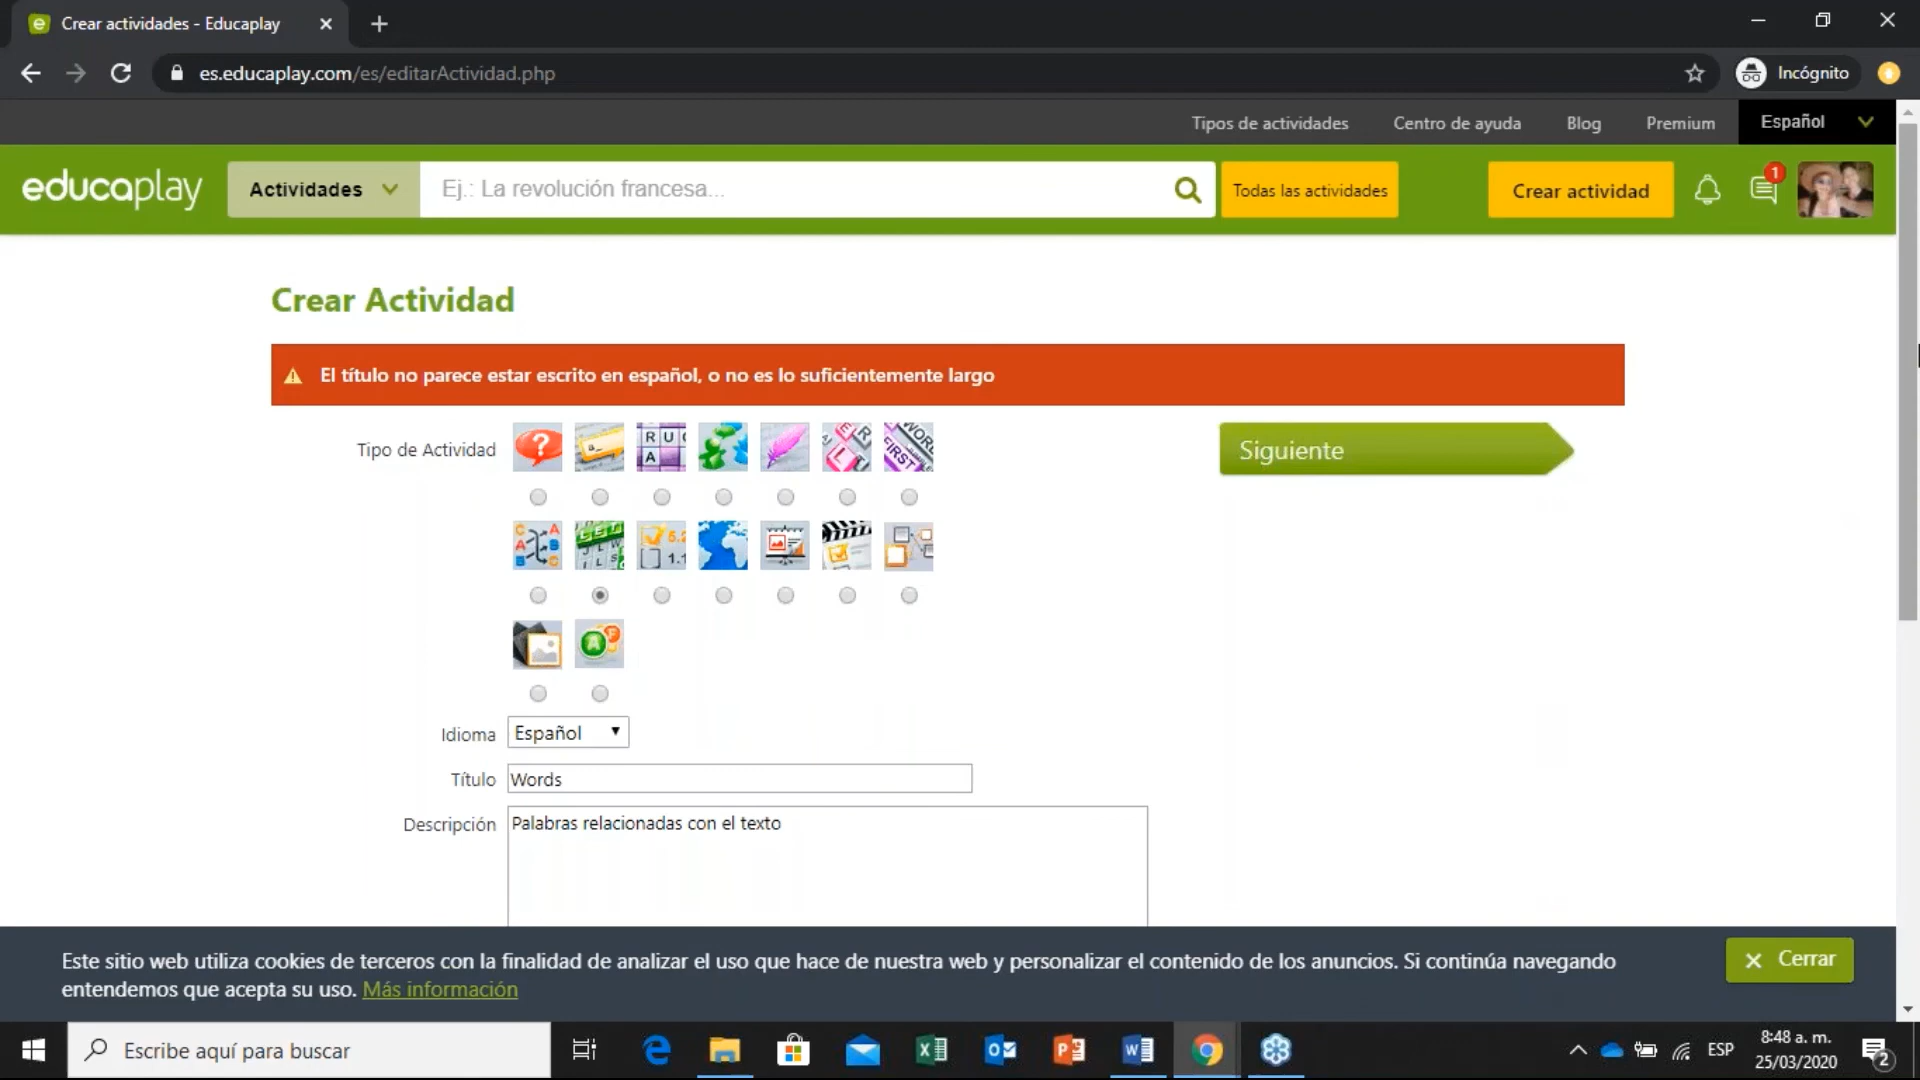 Crear actividades - Educaplay
es.educaplay.com/es/editarActividad.php
Incógnito
Tipos de actividades
Centro de ayuda
Blog
Premium
Español
educaplay
Actividades
Ej.: La revolución francesa...
Todas las actividades
Crear actividad
1
Crear Actividad
El título no parece estar escrito en español, o no es lo suficientemente largo
Tipo de Actividad
Siguiente
Idioma
Español
Título
Words
Descripción
Palabras relacionadas con el texto
Este sitio web utiliza cookies de terceros con la finalidad de analizar el uso que hace de nuestra web y personalizar el contenido de los anuncios. Si continúa navegando
entendemos que acepta su uso. Más información
Cerrar
Escribe aquí para buscar
ESP
8:48 a. m.
25/03/2020
2